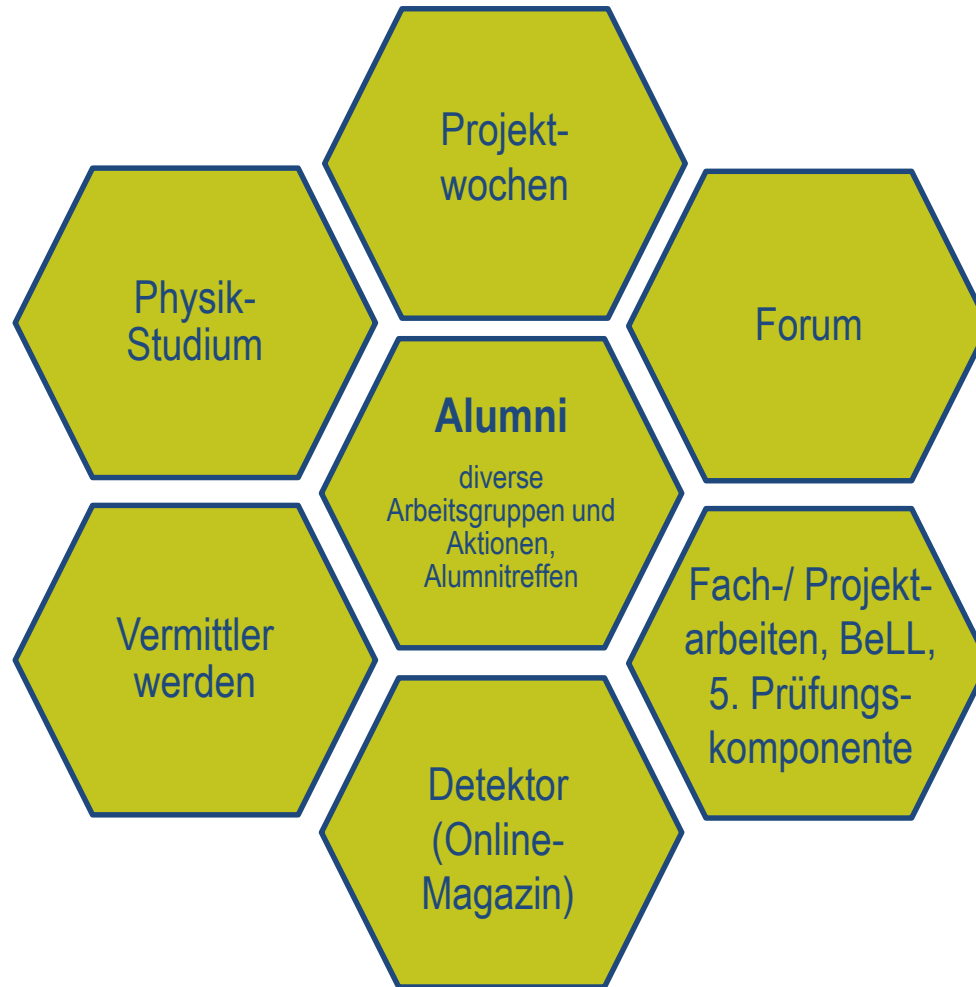 Projekt-
wochen
Physik-
Studium
Forum
Alumni
diverse
Arbeitsgruppen und
Aktionen,
Alumnitreffen
Vermittler
werden
Fach-/ Projekt-
arbeiten, BeLL,
5. Prüfungs-
komponente
Detektor
(Online-
Magazin)